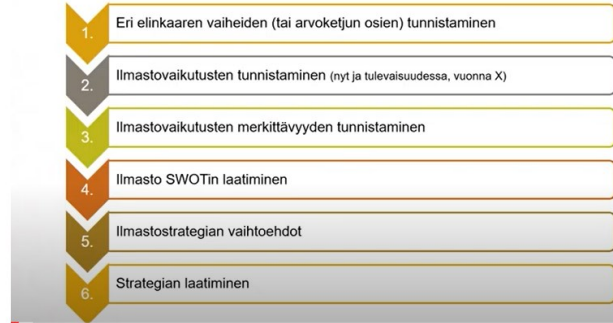 1. Eri elinkaaren vaiheiden (tai arvoketjun osien) tunnistaminen
2. Ilmastovaikutusten tunnistaminen (nyt ja tulevaisuudessa, vuonna X)
3. Ilmastovaikutusten merkittävyyden tunnistaminen
4. Ilmasto SWOTin laatiminen
5. Ilmastostrategian vaihtoehdot
6. Strategian laatiminen